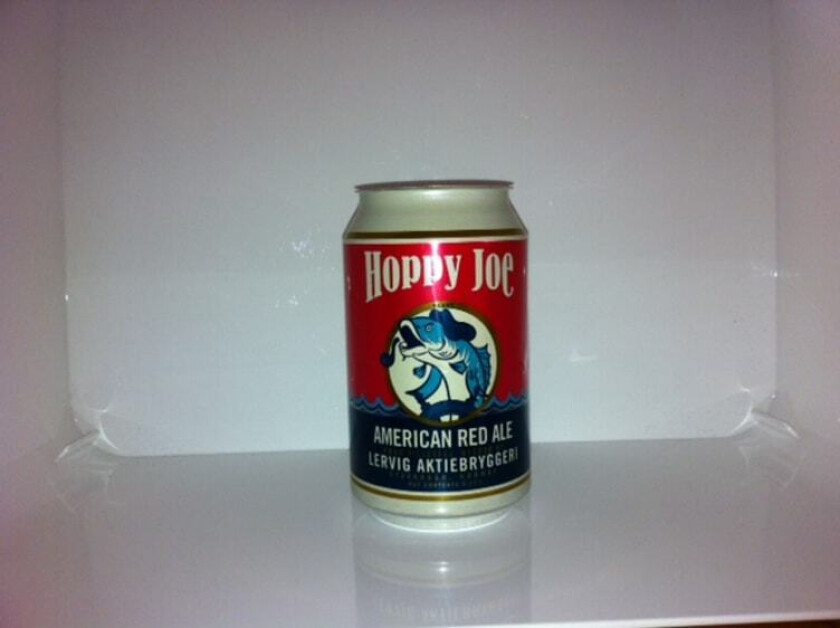 Hoppy Joe
AMERICAN RED ALE
LERVIG AKTIEBRYGGERI